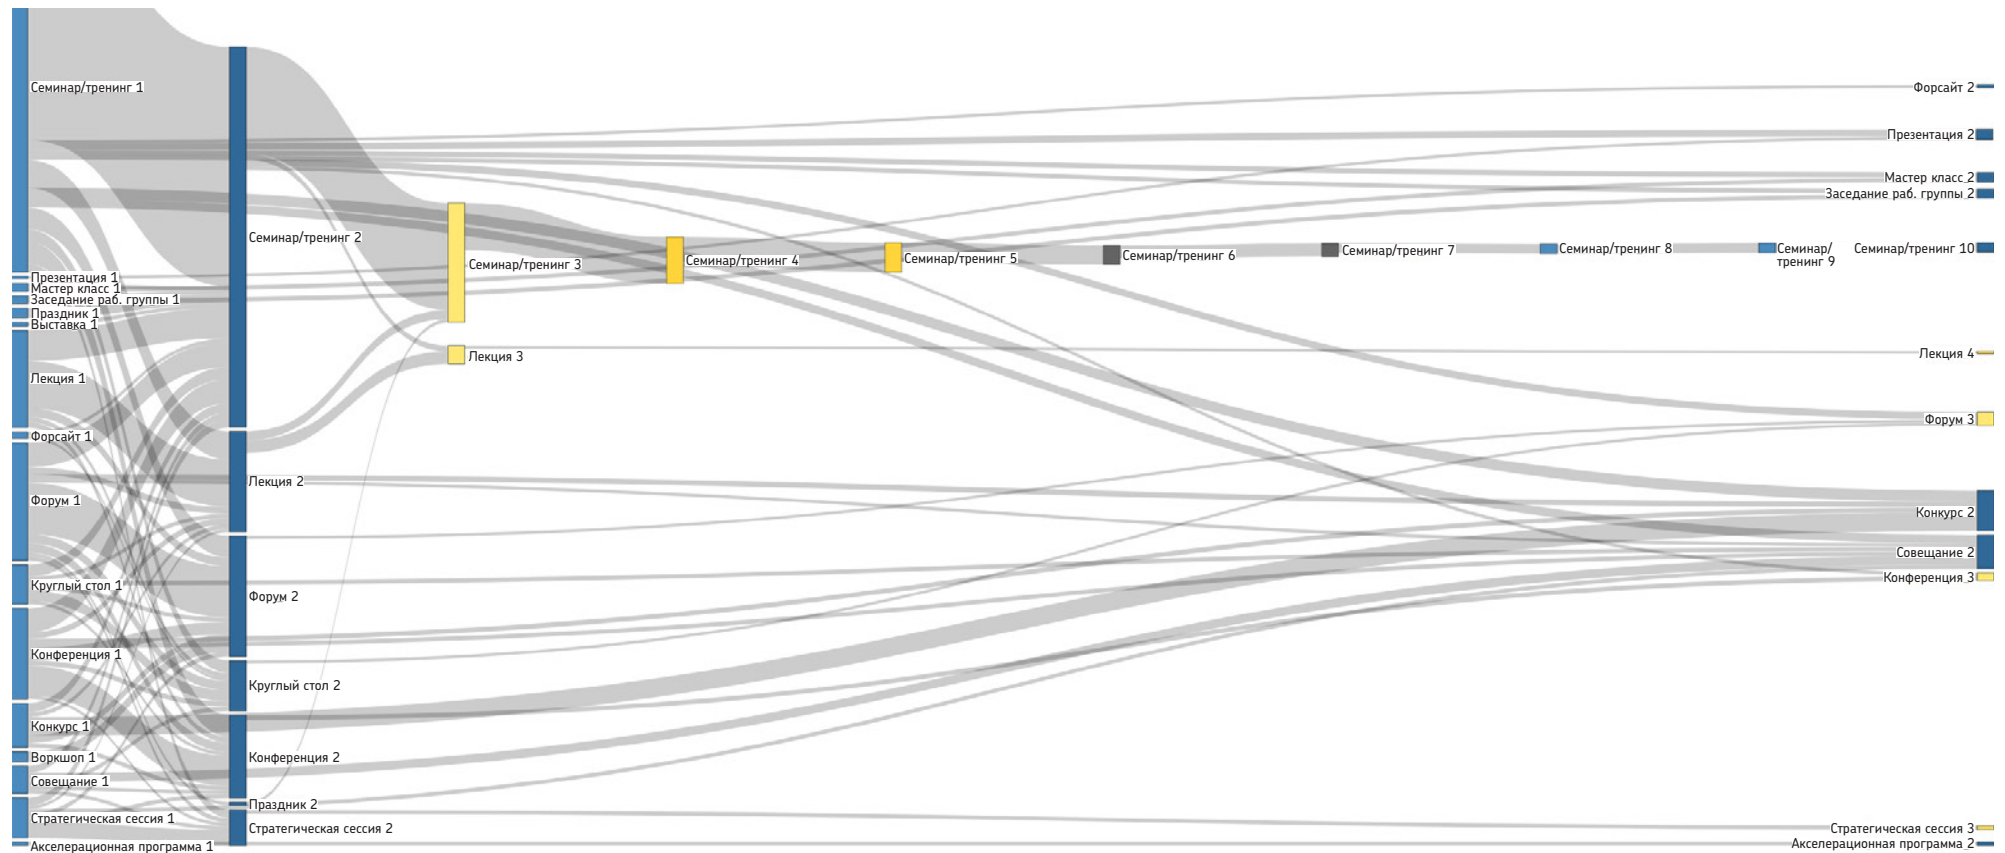 Семинар/тренинг 1
Презентация 1
Мастер класс 1
Заседание раб. группы 1
Праздник 1
Выставка 1
Лекция 1
Форсайт 1
Форум 1
Круглый стол 1
Конференция 1
Конкурс 1
Воркшоп 1
Совещание 1
Стратегическая сессия 1
Акселерационная программа 1
Семинар/тренинг 2
Лекция 2
Форум 2
Круглый стол 2
Конференция 2
Праздник 2
Стратегическая сессия 2
Семинар/тренинг 3
Лекция 3
Семинар/тренинг 4
Семинар/тренинг 5
Семинар/тренинг 6
Семинар/тренинг 7
Семинар/тренинг 8
Семинар/
тренинг 9
Форсайт 2
Презентация 2
Мастер класс 2
Заседание раб. группы 2
Семинар/тренинг 10
Лекция 4
Форум 3
Конкурс 2
Совещание 2
Конференция 3
Стратегическая сессия 3
Акселерационная программа 2